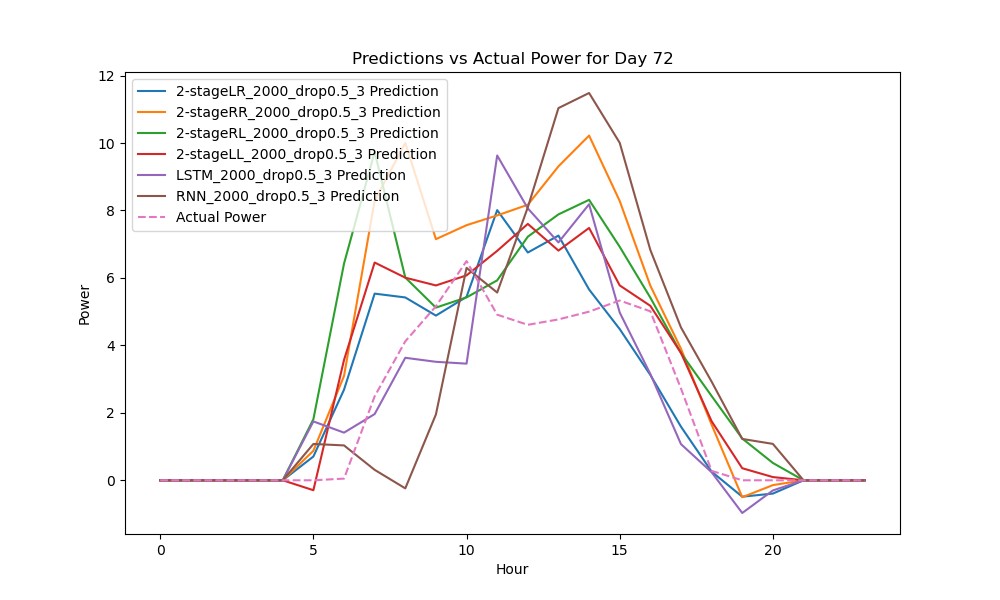 Predictions vs Actual Power for Day 72
12
10
8
6
4
2
0
Power
2-stageLR_2000_drop0.5_3 Prediction
2-stageRR_2000_drop0.5_3 Prediction
2-stageRL_2000_drop0.5_3 Prediction
2-stageLL_2000_drop0.5_3 Prediction
LSTM_2000_drop0.5_3 Prediction
RNN_2000_drop0.5_3 Prediction
Actual Power
0 5 10 15 20
Hour